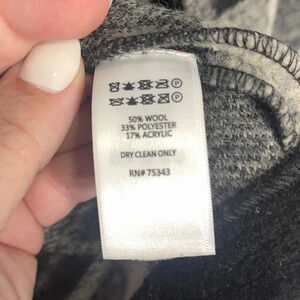 50% WOOL
33% POLYESTER
17% ACRYLIC
DRY CLEAN ONLY
RN# 75343